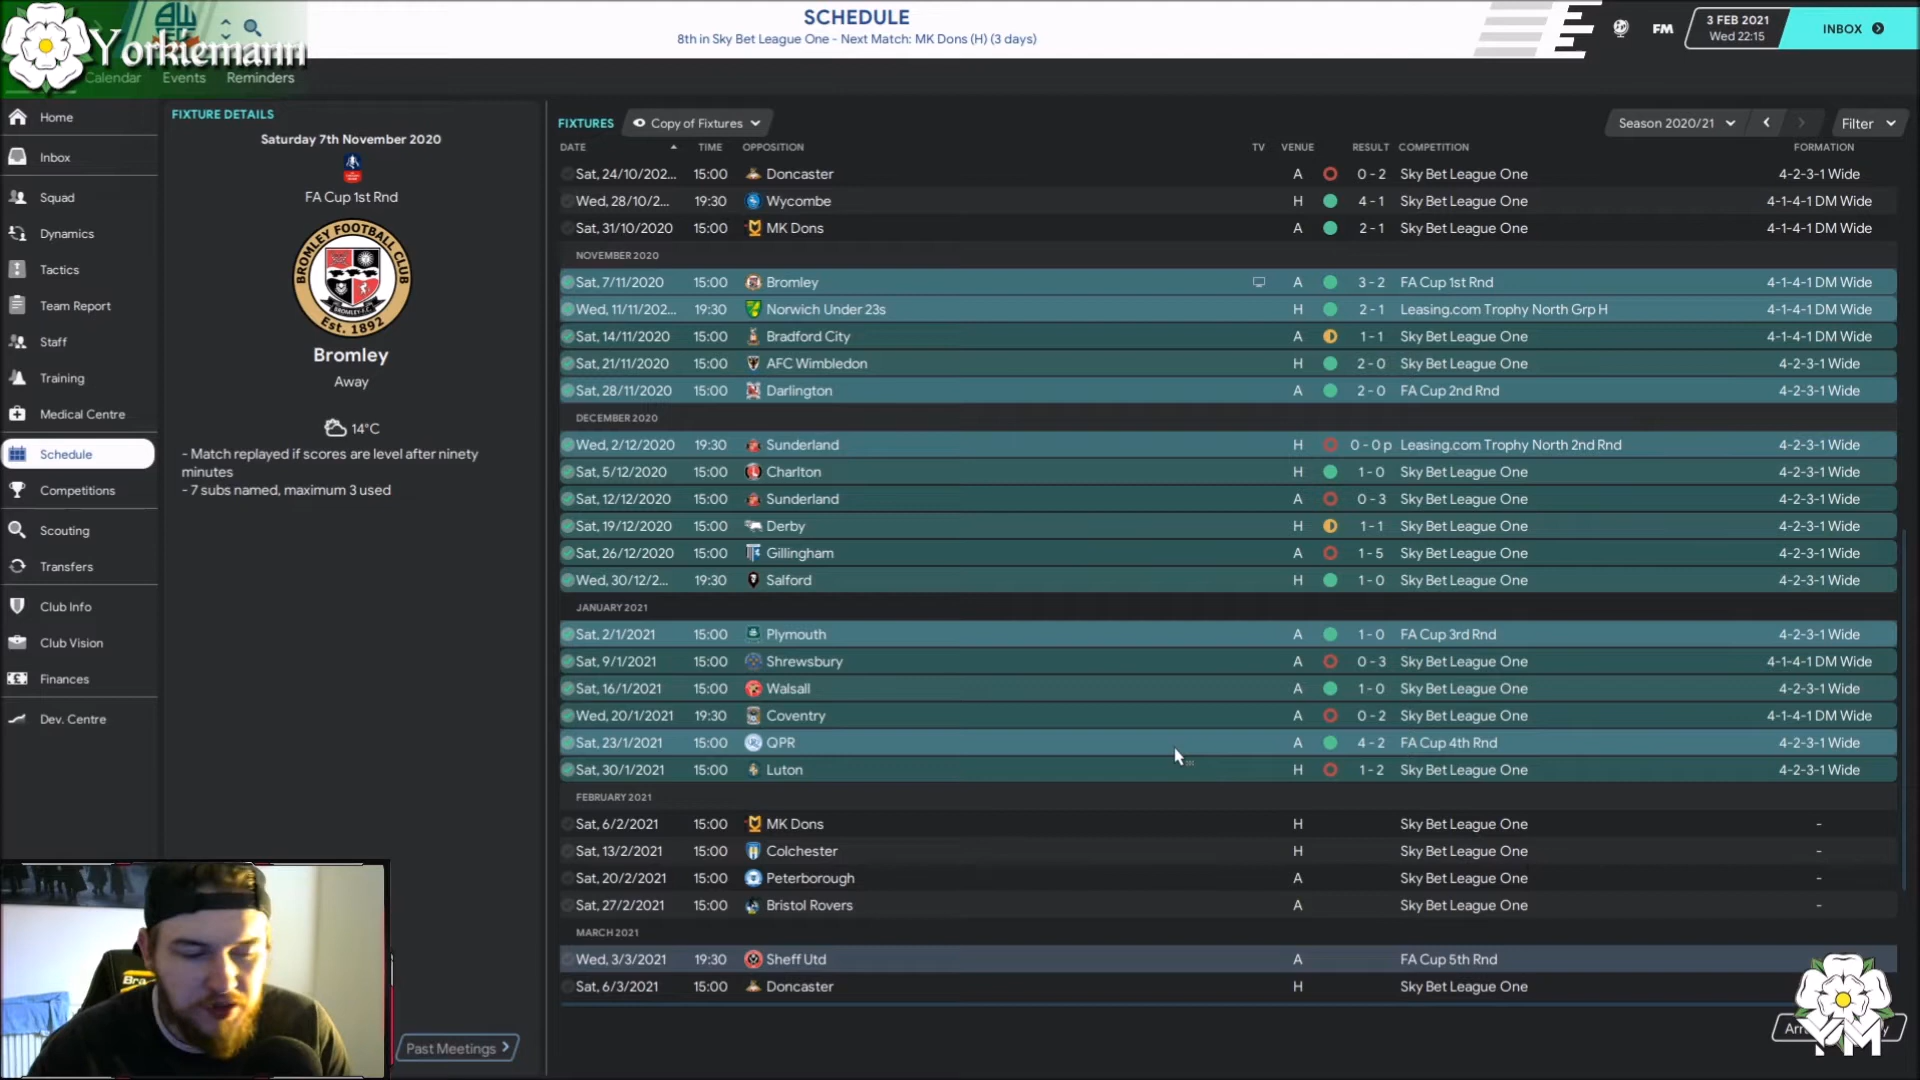 SCHEDULE
8th in Sky Bet League One - Next Match: MK Dons (H) (3 days)
FM
3 FEB 2021
Wed 22:15
INBOX
Yorkiemann
Calendar Events Reminders
Home
Inbox
Squad
Dynamics
Tactics
Team Report
Staff
Training
Medical Centre
Schedule
Competitions
Scouting
Transfers
Club Info
Club Vision
Finances
Dev. Centre
FIXTURE DETAILS
Saturday 7th November 2020
FA Cup 1st Rnd
BROMLEY FOOTBALL CLUB
BROMLEY-F.C.
Est. 1892
Bromley
Away
14°C
- Match replayed if scores are level after ninety
minutes
- 7 subs named, maximum 3 used
Past Meetings
FIXTURES Copy of Fixtures Season 2020/21 Filter
DATE TIME OPPOSITION TV VENUE RESULT COMPETITION FORMATION
Sat, 24/10/202... 15:00 Doncaster A 0 - 2 Sky Bet League One 4-2-3-1 Wide
Wed, 28/10/2... 19:30 Wycombe H 4 - 1 Sky Bet League One 4-1-4-1 DM Wide
Sat, 31/10/2020 15:00 MK Dons A 2 - 1 Sky Bet League One 4-1-4-1 DM Wide
NOVEMBER 2020
Sat, 7/11/2020 15:00 Bromley A 3 - 2 FA Cup 1st Rnd 4-1-4-1 DM Wide
Wed, 11/11/202... 19:30 Norwich Under 23s H 2 - 1 Leasing.com Trophy North Grp H 4-1-4-1 DM Wide
Sat, 14/11/2020 15:00 Bradford City A 1 - 1 Sky Bet League One 4-1-4-1 DM Wide
Sat, 21/11/2020 15:00 AFC Wimbledon H 2 - 0 Sky Bet League One 4-2-3-1 Wide
Sat, 28/11/2020 15:00 Darlington A 2 - 0 FA Cup 2nd Rnd 4-2-3-1 Wide
DECEMBER 2020
Wed, 2/12/2020 19:30 Sunderland H 0 - 0 p Leasing.com Trophy North 2nd Rnd 4-2-3-1 Wide
Sat, 5/12/2020 15:00 Charlton H 1 - 0 Sky Bet League One 4-2-3-1 Wide
Sat, 12/12/2020 15:00 Sunderland A 0 - 3 Sky Bet League One 4-2-3-1 Wide
Sat, 19/12/2020 15:00 Derby H 1 - 1 Sky Bet League One 4-2-3-1 Wide
Sat, 26/12/2020 15:00 Gillingham A 1 - 5 Sky Bet League One 4-2-3-1 Wide
Wed, 30/12/2... 19:30 Salford H 1 - 0 Sky Bet League One 4-2-3-1 Wide
JANUARY 2021
Sat, 2/1/2021 15:00 Plymouth A 1 - 0 FA Cup 3rd Rnd 4-2-3-1 Wide
Sat, 9/1/2021 15:00 Shrewsbury A 0 - 3 Sky Bet League One 4-1-4-1 DM Wide
Sat, 16/1/2021 15:00 Walsall A 1 - 0 Sky Bet League One 4-2-3-1 Wide
Wed, 20/1/2021 19:30 Coventry A 0 - 2 Sky Bet League One 4-1-4-1 DM Wide
Sat, 23/1/2021 15:00 QPR A 4 - 2 FA Cup 4th Rnd 4-2-3-1 Wide
Sat, 30/1/2021 15:00 Luton H 1 - 2 Sky Bet League One 4-2-3-1 Wide
FEBRUARY 2021
Sat, 6/2/2021 15:00 MK Dons H Sky Bet League One -
Sat, 13/2/2021 15:00 Colchester H Sky Bet League One -
Sat, 20/2/2021 15:00 Peterborough A Sky Bet League One -
Sat, 27/2/2021 15:00 Bristol Rovers A Sky Bet League One -
MARCH 2021
Wed, 3/3/2021 19:30 Sheff Utd A FA Cup 5th Rnd
Sat, 6/3/2021 15:00 Doncaster H Sky Bet League One
YM